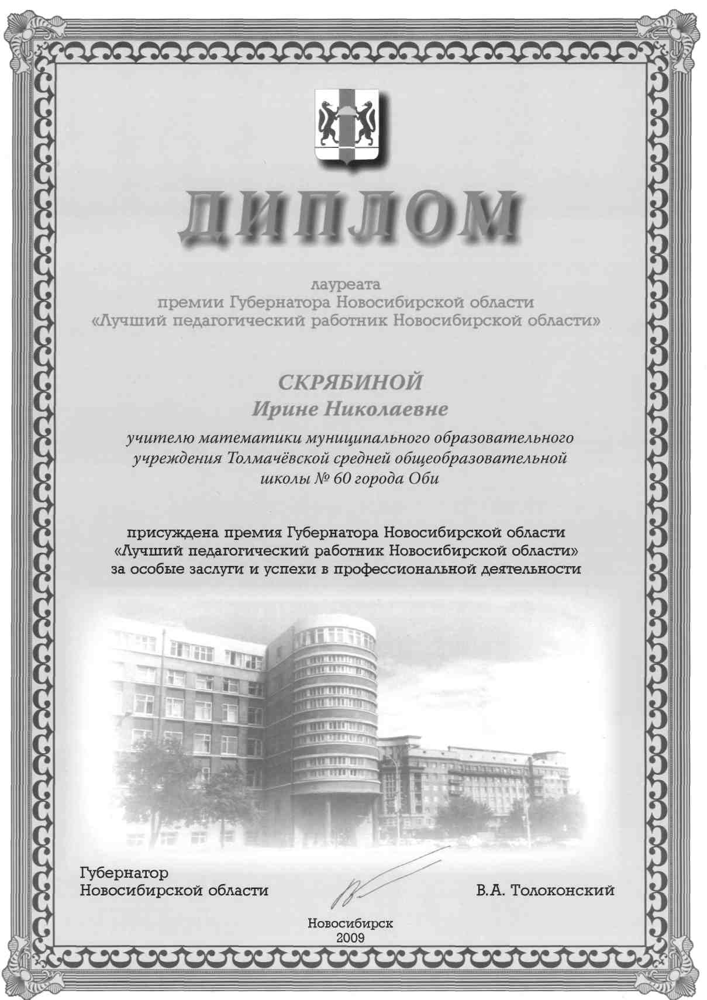 ДИПЛОМ
лауреата
премии Губернатора Новосибирской области
«Лучший педагогический работник Новосибирской области»
СКРЯБИНОЙ
Ирине Николаевне
учителю математики муниципального образовательного
учреждения Толмачёвской средней общеобразовательной
школы № 60 города Оби
присуждена премия Губернатора Новосибирской области
«Лучший педагогический работник Новосибирской области»
за особые заслуги и успехи в профессиональной деятельности
Губернатор
Новосибирской области
В.А. Толоконский
Новосибирск
2009